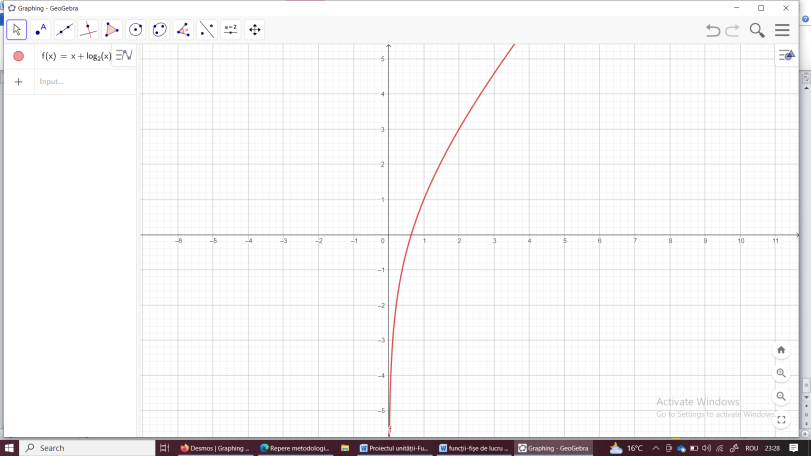 Graphing - GeoGebra
A
a=2
f(x) = x + log₂(x)
Input...
5
4
3
2
1
−6 −5 −4 −3 −2 −1 0 1 2 3 4 5 6 7 8 9 10 11
−1
−2
−3
−4
−5
f
Activate Windows
Go to Settings to activate Windows.
Search
Desmos | Graphing ...
Repere metodologi...
Proiectul unității-Fu...
funcții-fișe de lucru ...
Graphing - GeoGebra
16°C
ROU
23:28